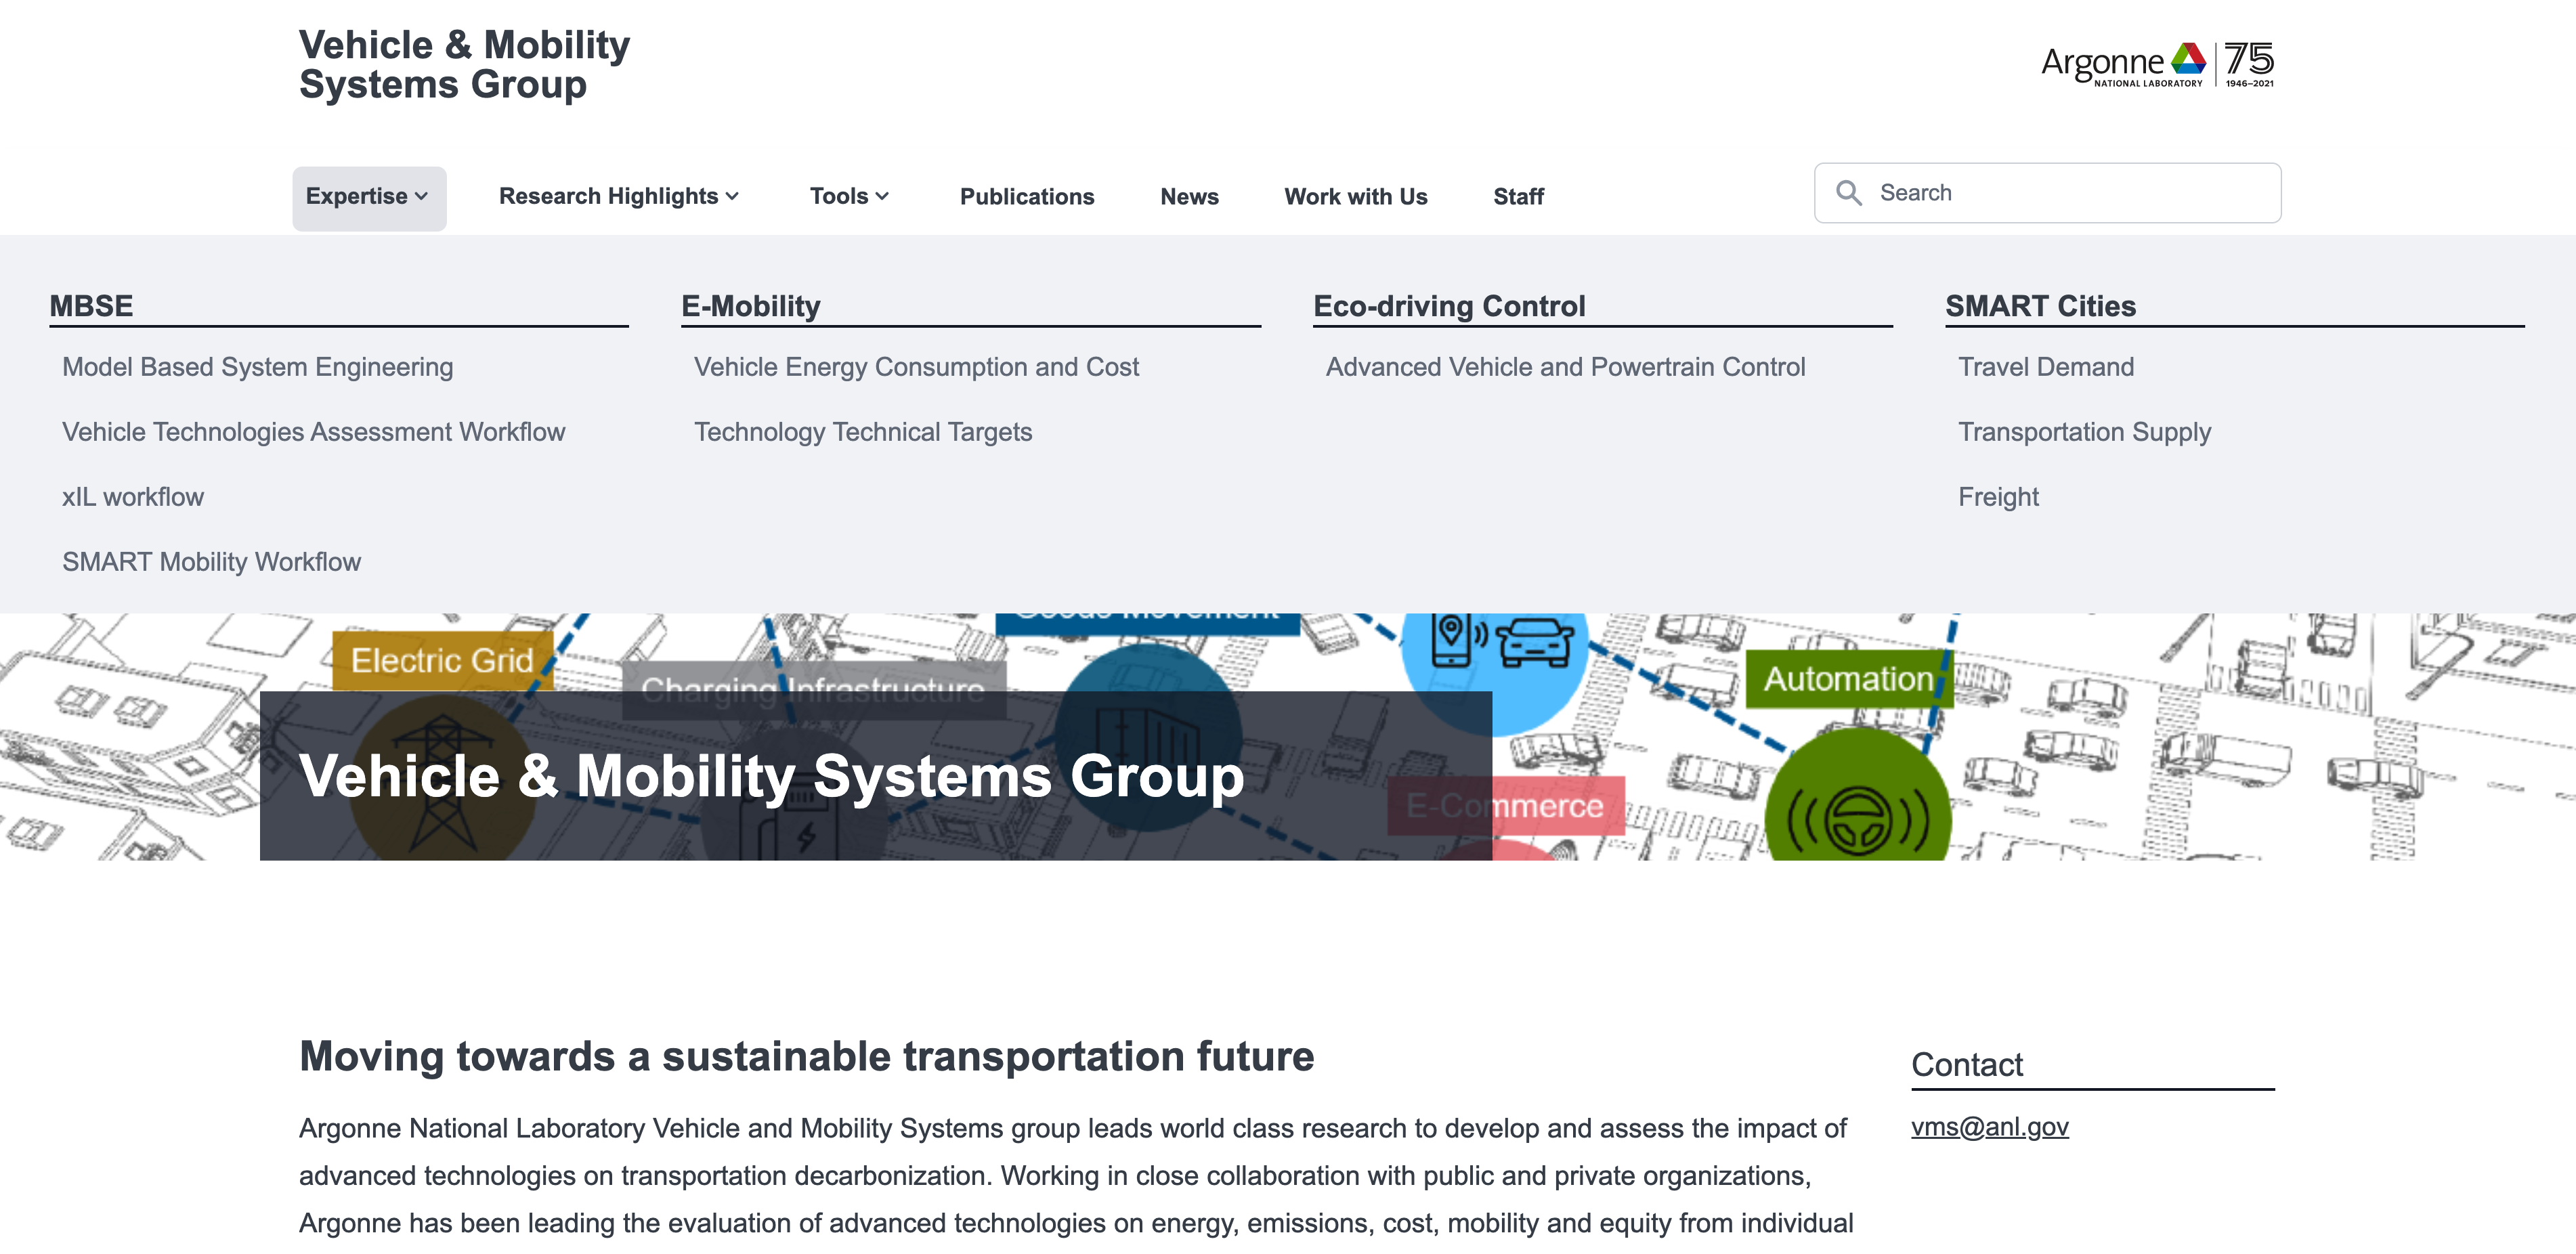 Vehicle & Mobility
Systems Group
Argonne
NATIONAL LABORATORY
75
1946–2021
Expertise
Research Highlights
Tools
Publications
News
Work with Us
Staff
Search
MBSE
Model Based System Engineering
Vehicle Technologies Assessment Workflow
xIL workflow
SMART Mobility Workflow
E-Mobility
Vehicle Energy Consumption and Cost
Technology Technical Targets
Eco-driving Control
Advanced Vehicle and Powertrain Control
SMART Cities
Travel Demand
Transportation Supply
Freight
Goods Movement
Electric Grid
Charging Infrastructure
Automation
E-Commerce
Vehicle & Mobility Systems Group
Moving towards a sustainable transportation future
Argonne National Laboratory Vehicle and Mobility Systems group leads world class research to develop and assess the impact of
advanced technologies on transportation decarbonization. Working in close collaboration with public and private organizations,
Argonne has been leading the evaluation of advanced technologies on energy, emissions, cost, mobility and equity from individual
Contact
vms@anl.gov